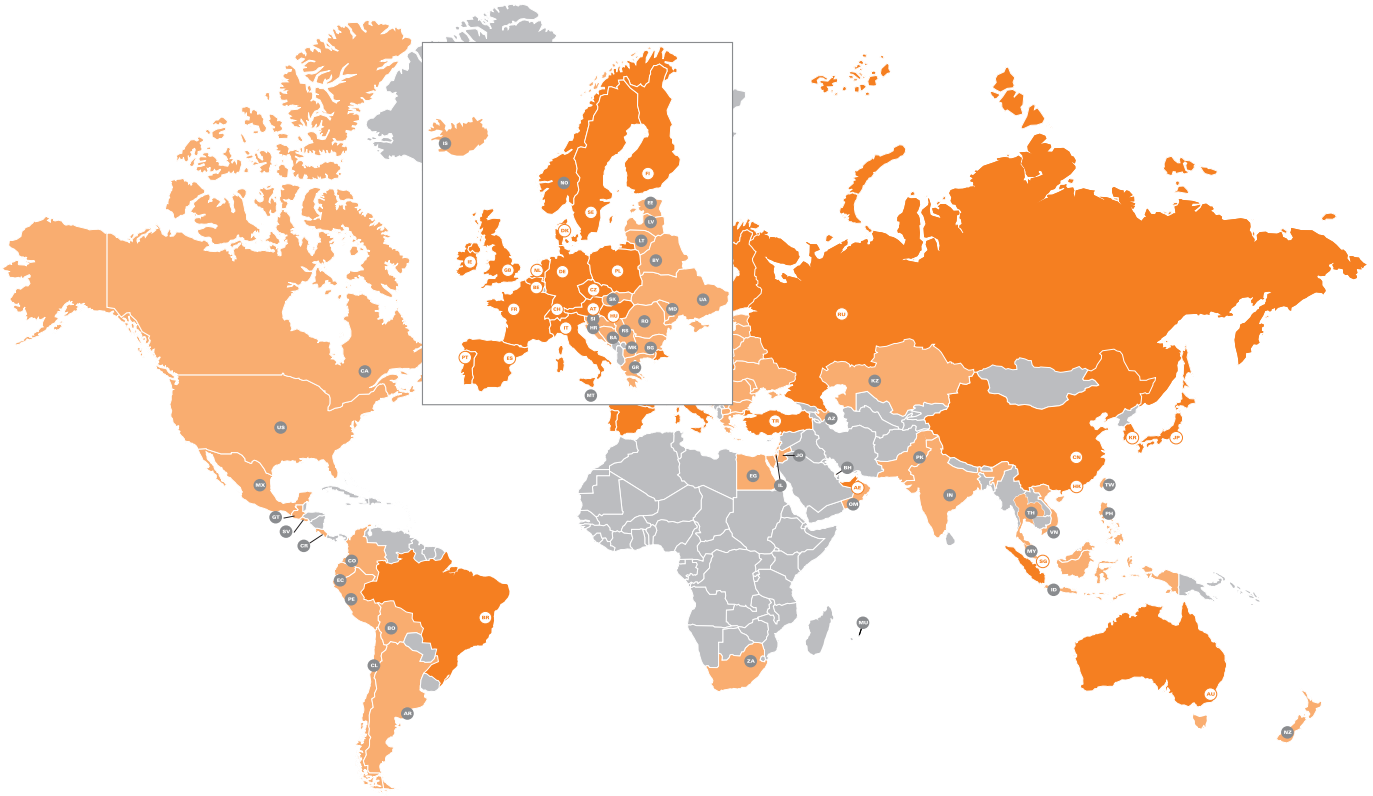 IS
NO
FI
SE
EE
LV
DK
LT
BY
IE
GB
NL
DE
PL
BE
CZ
SK
UA
FR
CH
AT
HU
MD
SI
RO
IT
HR
RS
BA
MK
BG
PT
ES
GR
MT
RU
CA
KZ
US
AZ
TR
KR
JP
JO
CN
PK
BH
EG
MX
IL
AE
HK
TW
IN
OM
GT
TH
PH
SV
VN
CR
MY
CO
SG
EC
ID
PE
BR
MU
BO
ZA
CL
AU
AR
NZ